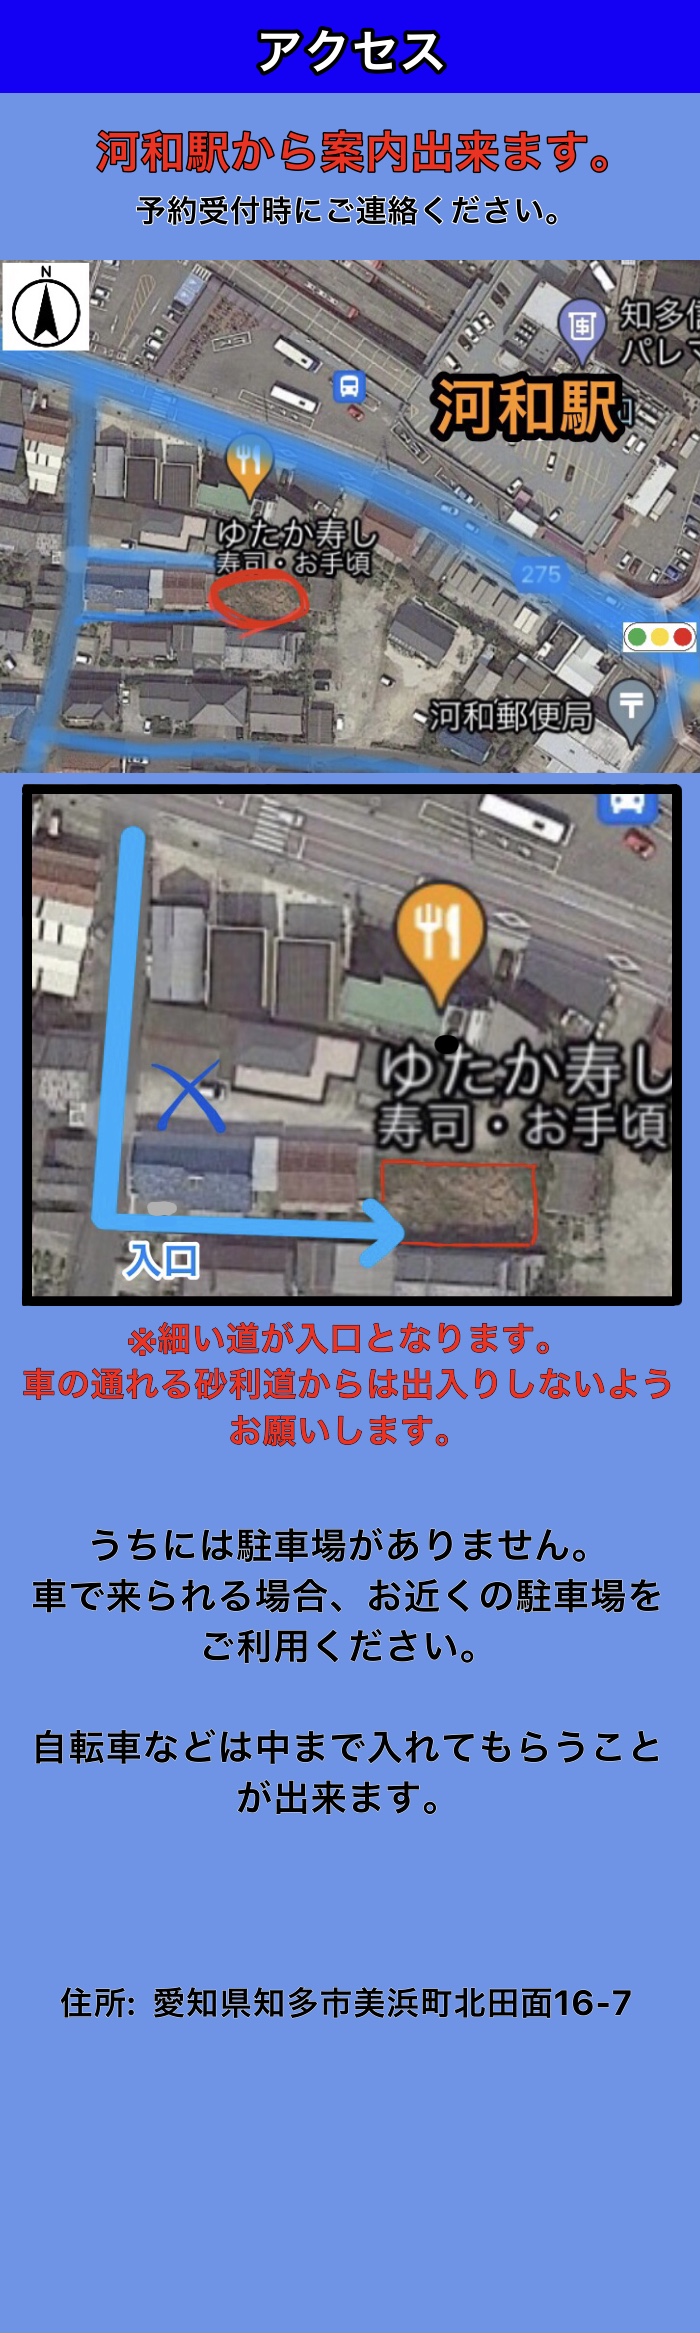 アクセス
河和駅から案内出来ます。
予約受付時にご連絡ください。
N
知多信
パレマ
河和駅
ゆたか寿し
寿司・お手頃
275
河和郵便局
ゆたか寿し
寿司・お手頃
入口
※細い道が入口となります。
車の通れる砂利道からは出入りしないよう
お願いします。
うちには駐車場がありません。
車で来られる場合、お近くの駐車場を
ご利用ください。
自転車などは中まで入れてもらうこと
が出来ます。
住所: 愛知県知多市美浜町北田面16-7